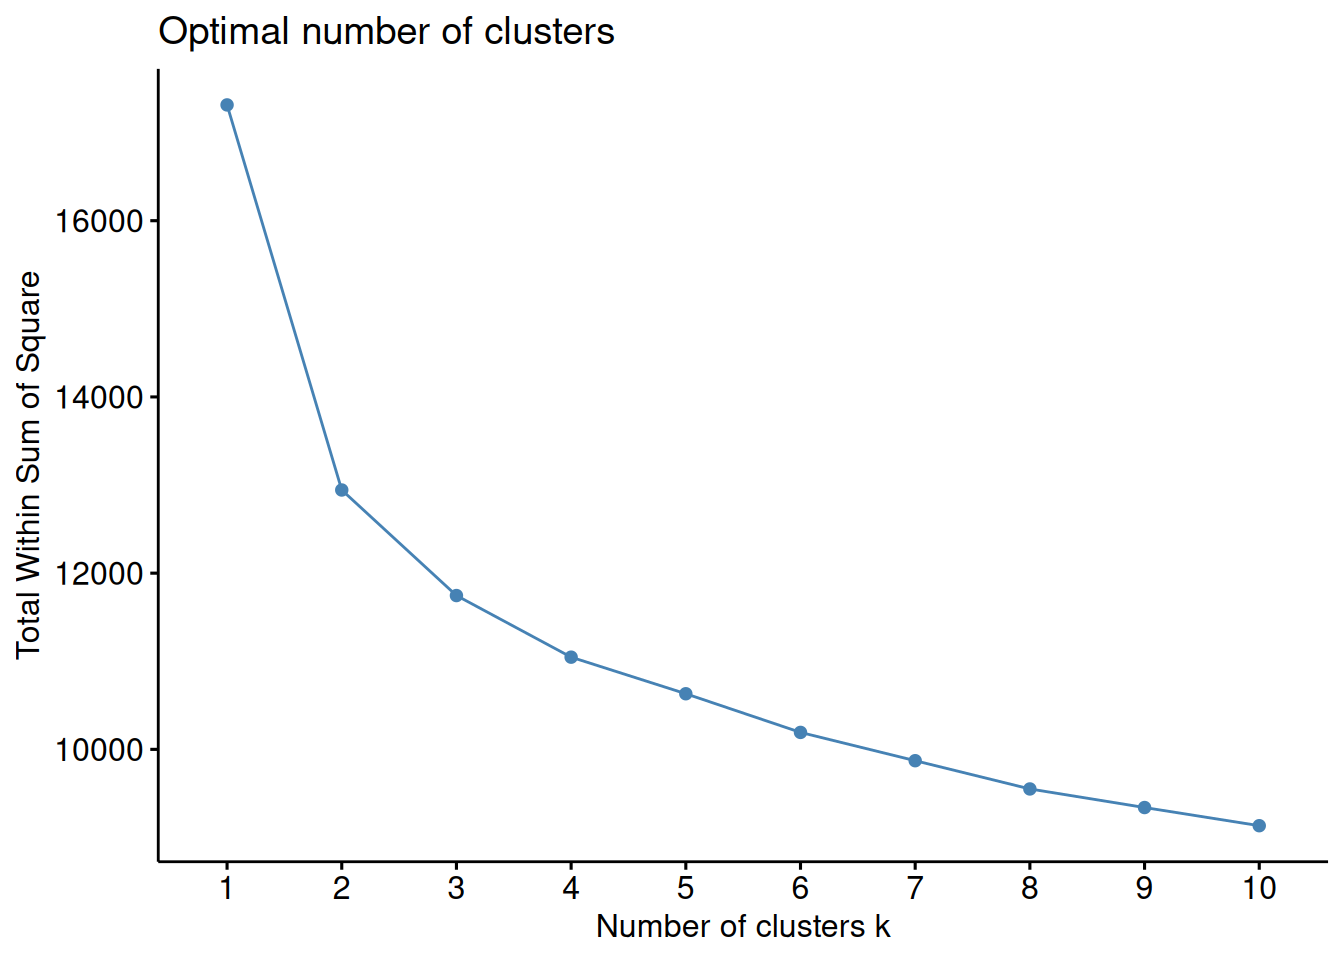 Optimal number of clusters
Total Within Sum of Square
16000
14000
12000
10000
1 2 3 4 5 6 7 8 9 10
Number of clusters k